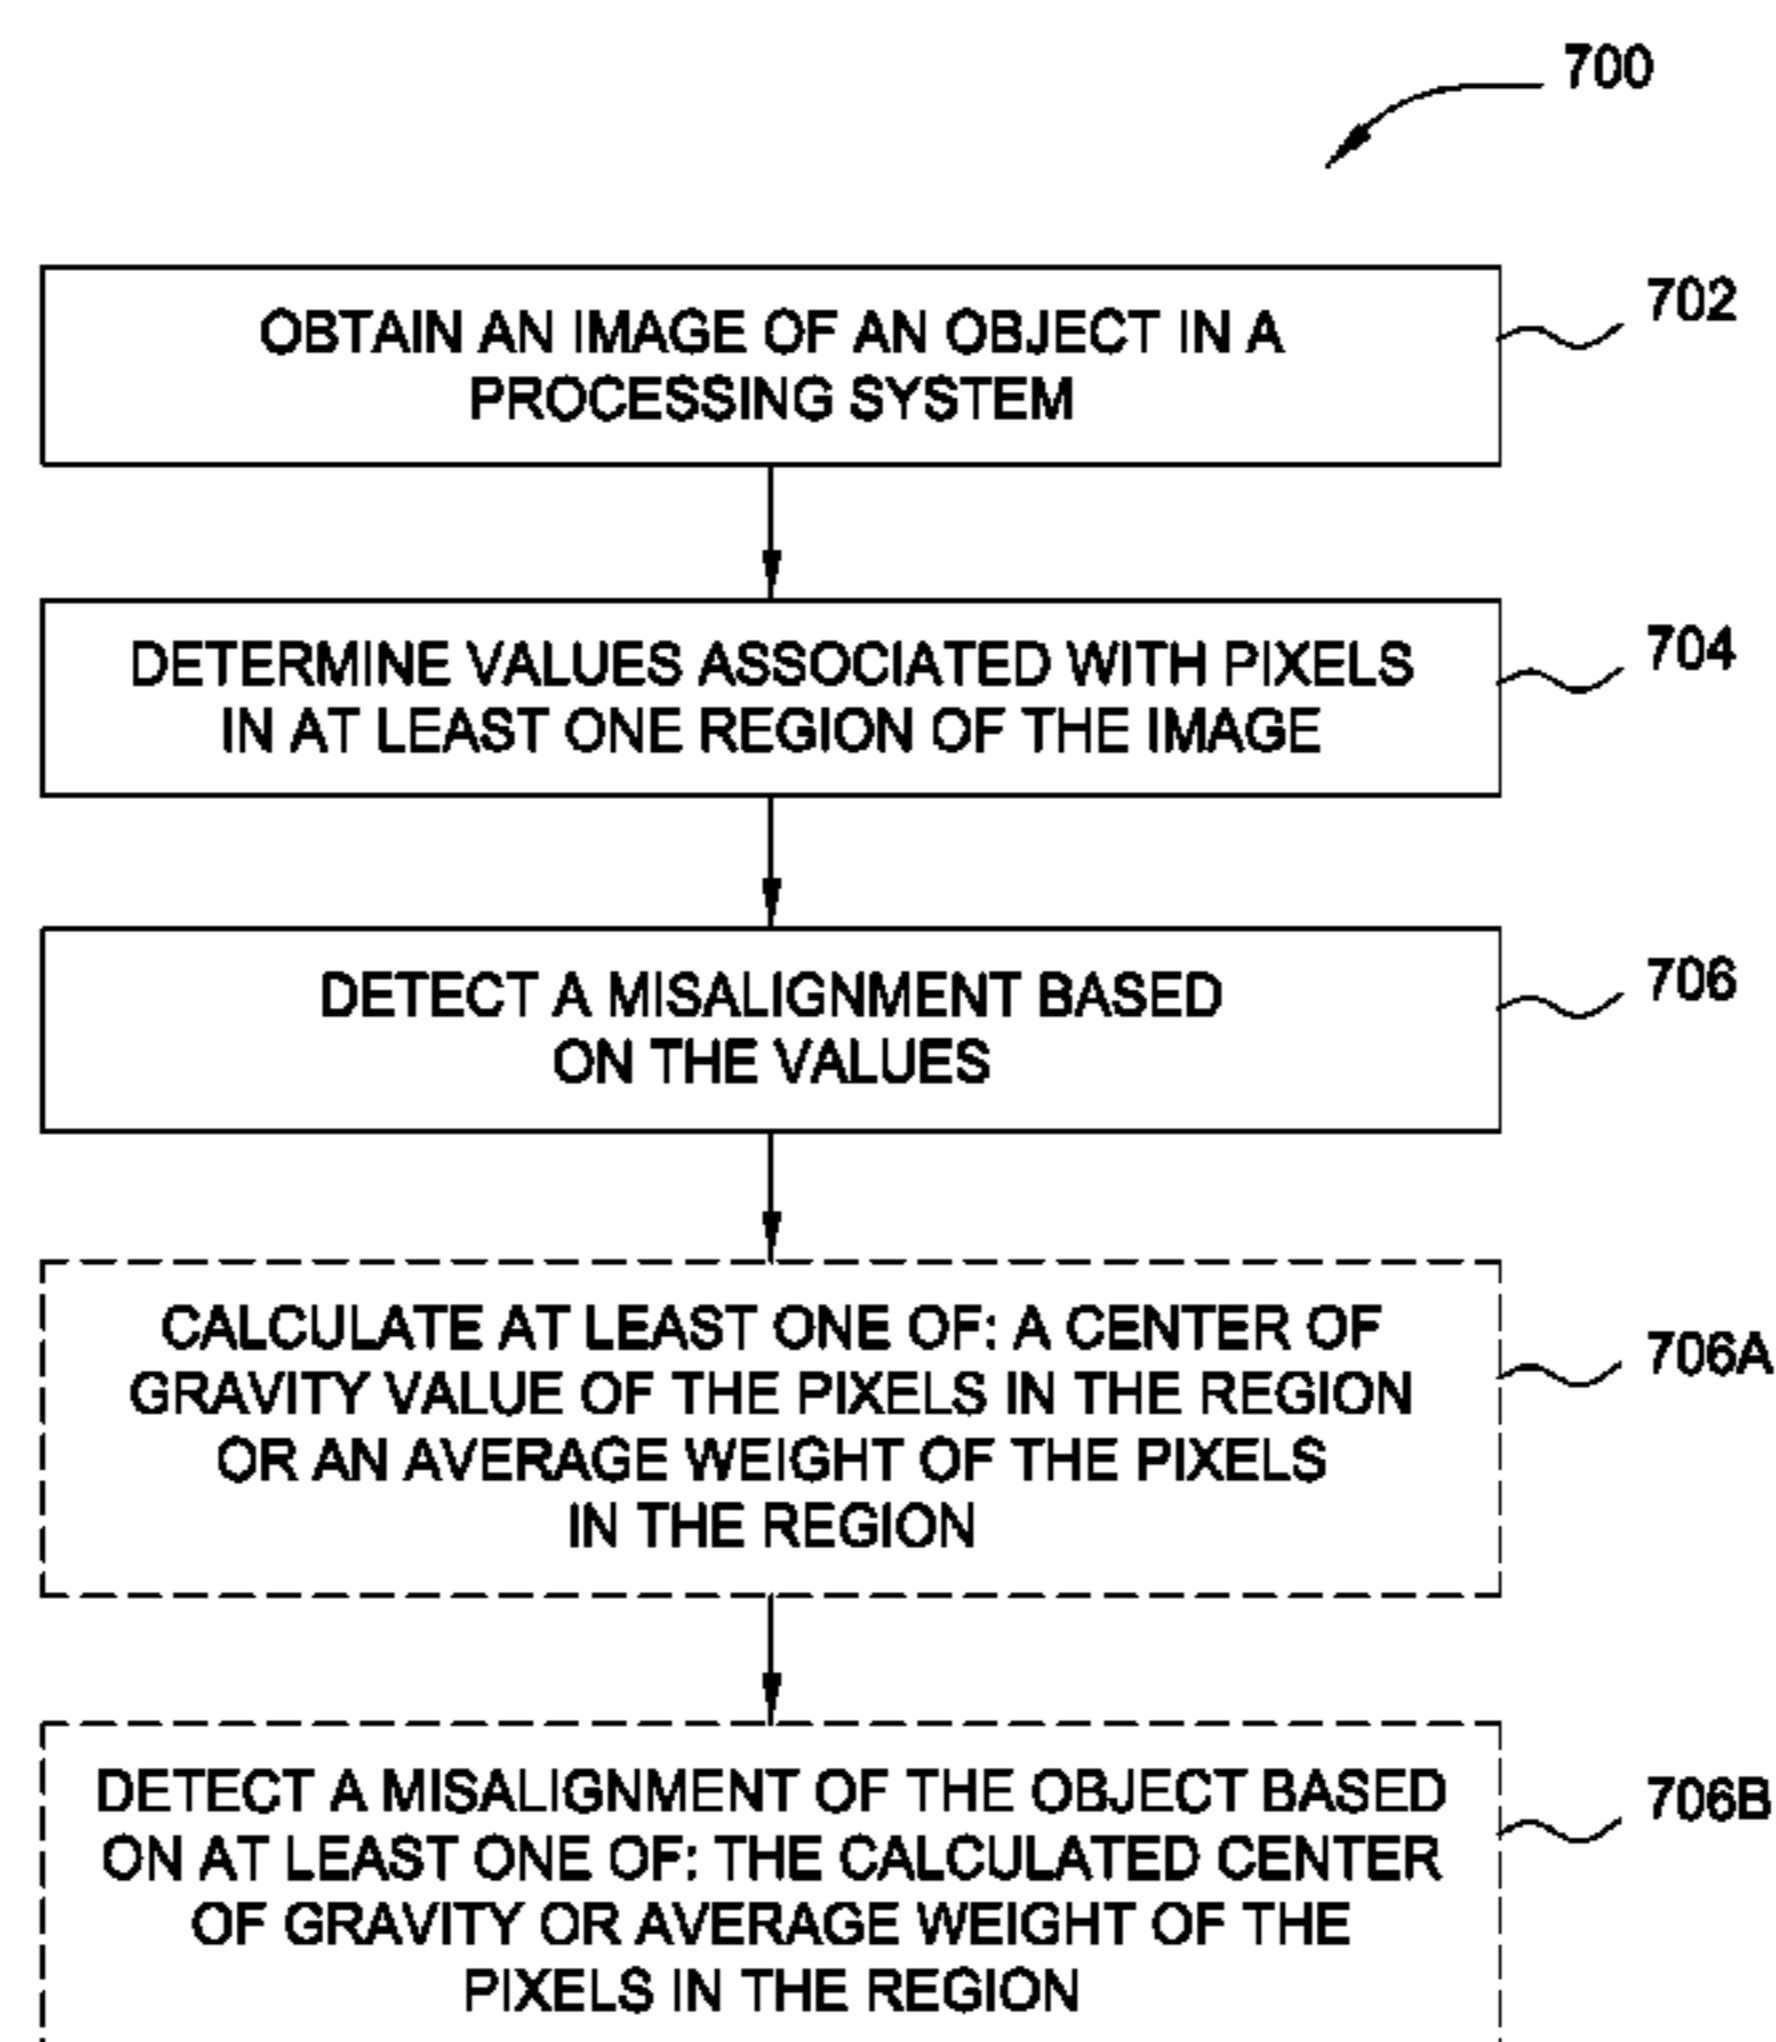 700
OBTAIN AN IMAGE OF AN OBJECT IN A
PROCESSING SYSTEM
702
DETERMINE VALUES ASSOCIATED WITH PIXELS
IN AT LEAST ONE REGION OF THE IMAGE
704
DETECT A MISALIGNMENT BASED
ON THE VALUES
706
CALCULATE AT LEAST ONE OF: A CENTER OF
GRAVITY VALUE OF THE PIXELS IN THE REGION
OR AN AVERAGE WEIGHT OF THE PIXELS
IN THE REGION
706A
DETECT A MISALIGNMENT OF THE OBJECT BASED
ON AT LEAST ONE OF: THE CALCULATED CENTER
OF GRAVITY OR AVERAGE WEIGHT OF THE
PIXELS IN THE REGION
706B